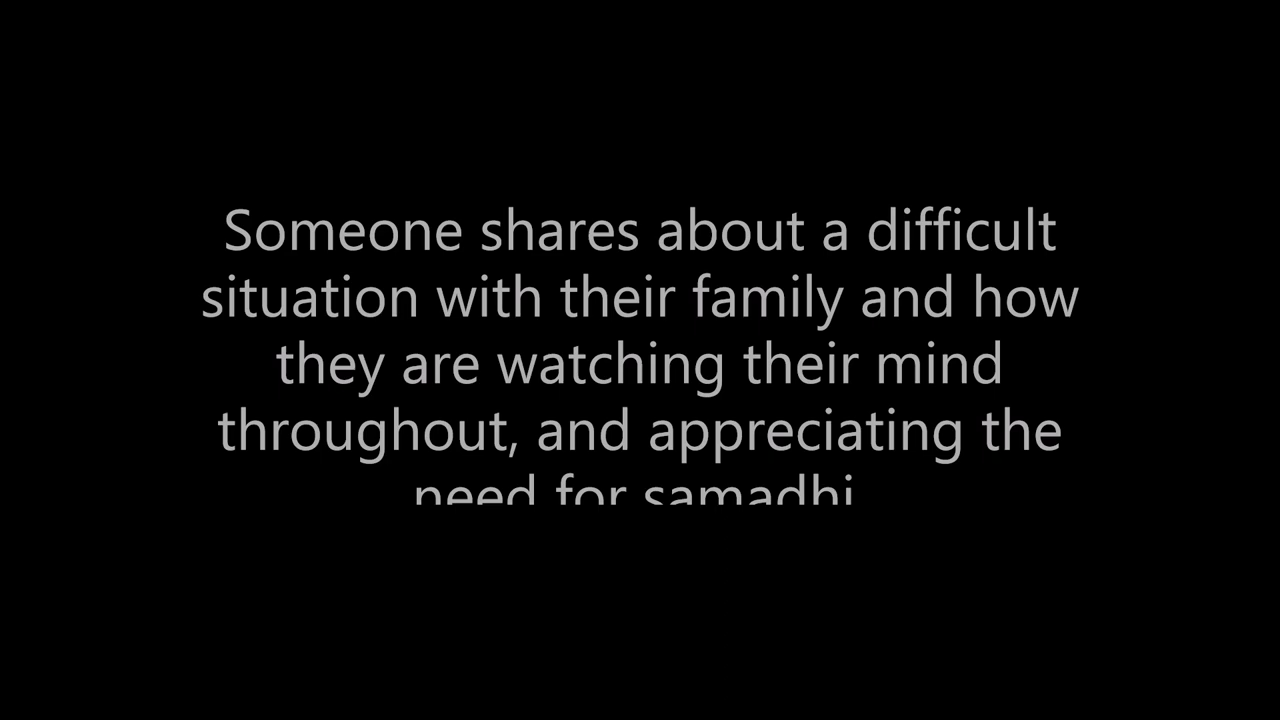 Someone shares about a difficult
situation with their family and how
they are watching their mind
throughout, and appreciating the
need for samadhi